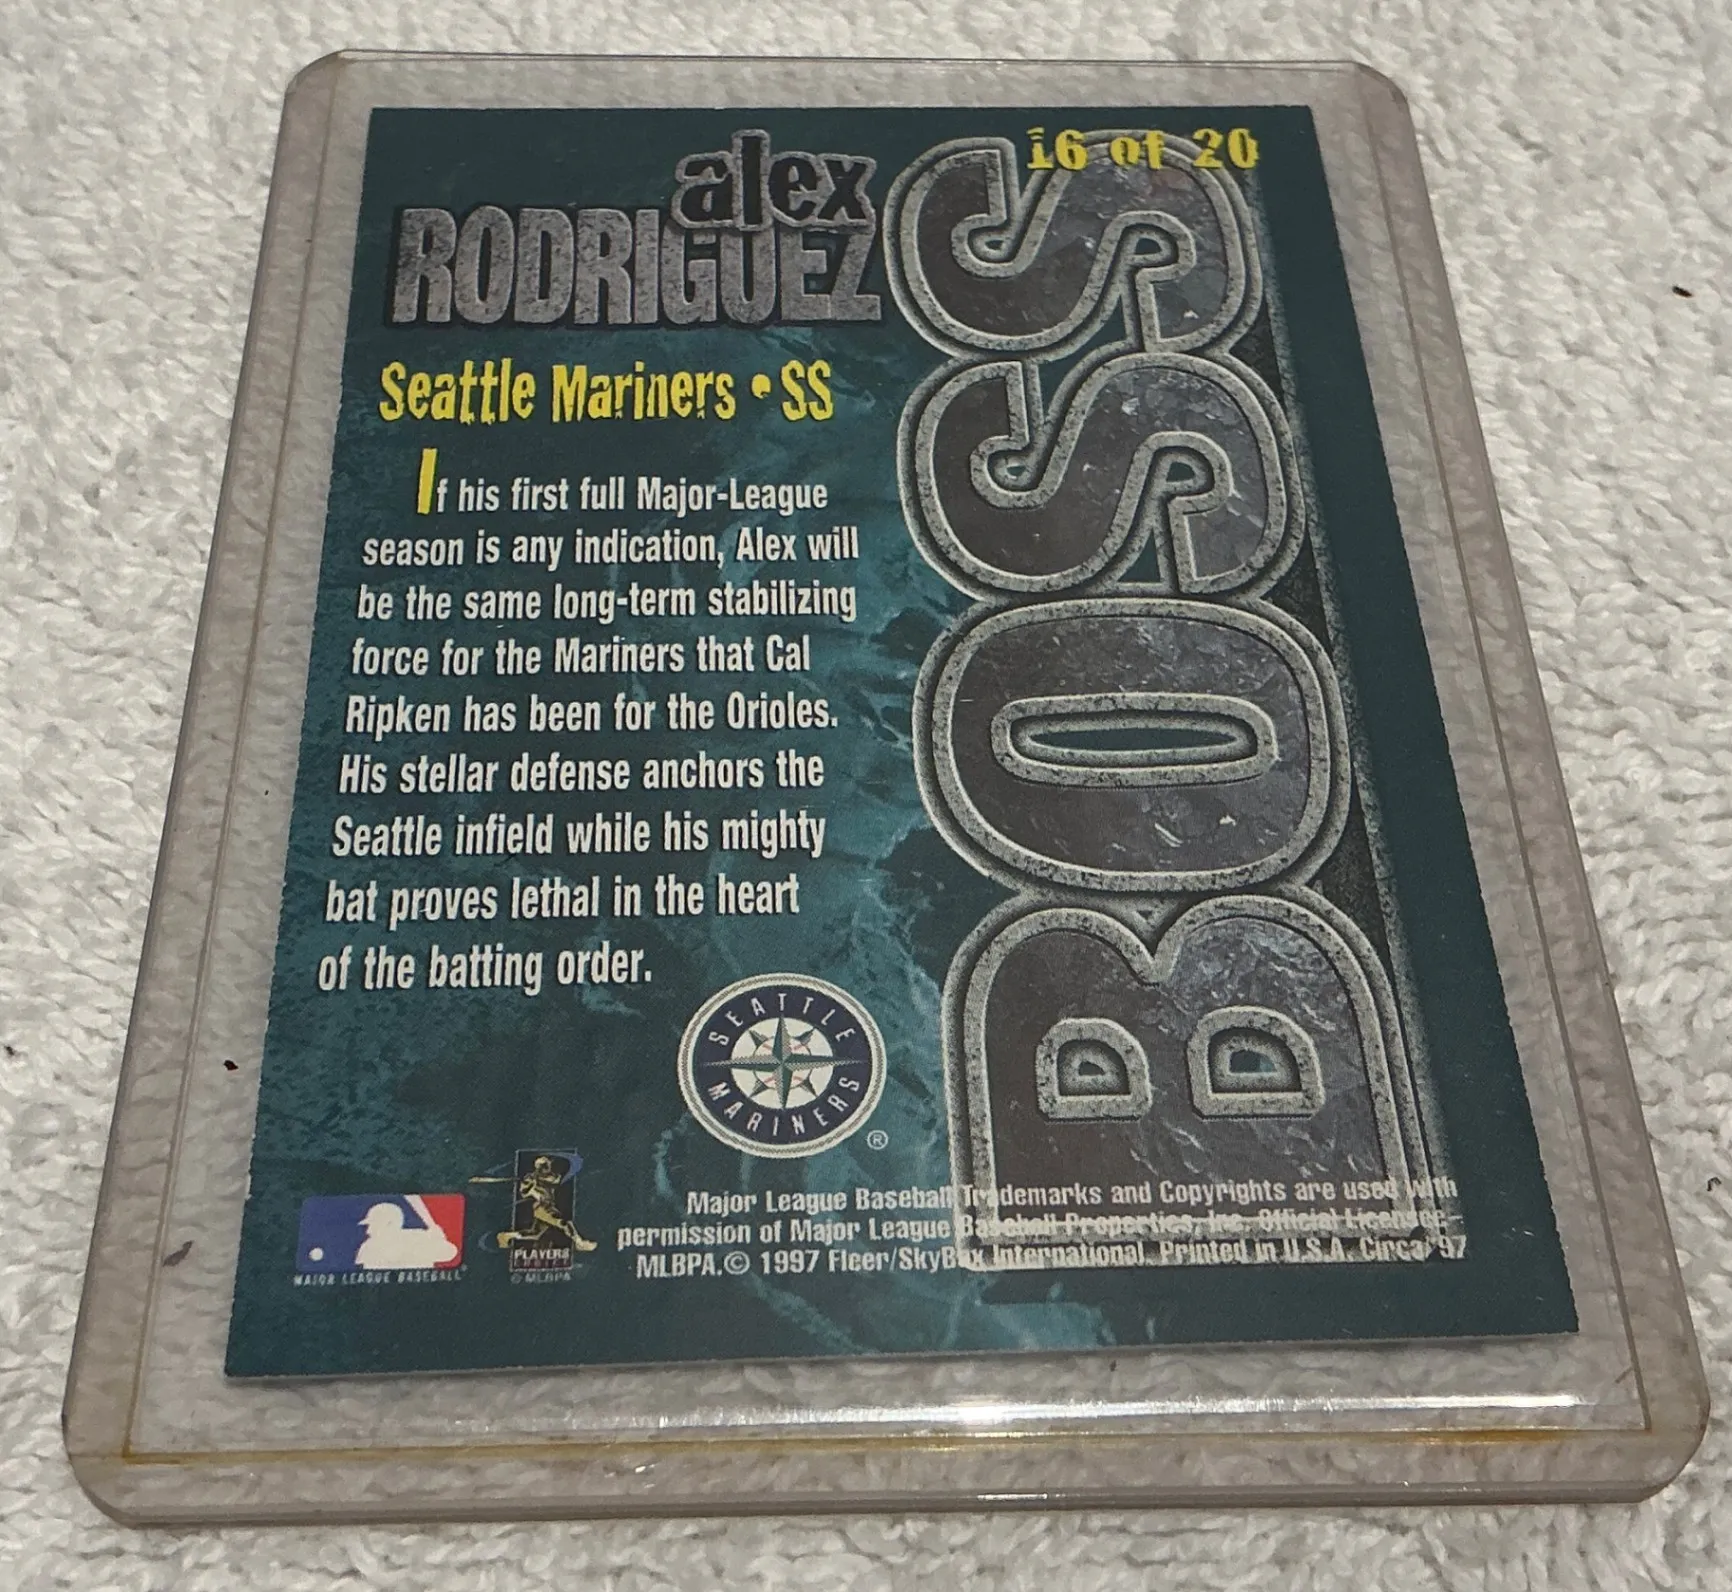 16 of 20
alex
RODRIGUEZ
BOSS
Seattle Mariners • SS
If his first full Major-League
season is any indication, Alex will
be the same long-term stabilizing
force for the Mariners that Cal
Ripken has been for the Orioles.
His stellar defense anchors the
Seattle infield while his mighty
bat proves lethal in the heart
of the batting order.
SEATTLE
MARINERS
®
MAJOR LEAGUE BASEBALL
PLAYERS
CHOICE
© MLBPA
Major League Baseball Trademarks and Copyrights are used with
permission of Major League Baseball Properties, Inc. Official Licensee-
MLBPA.© 1997 Fleer/SkyBox International. Printed in U.S.A. Circa '97